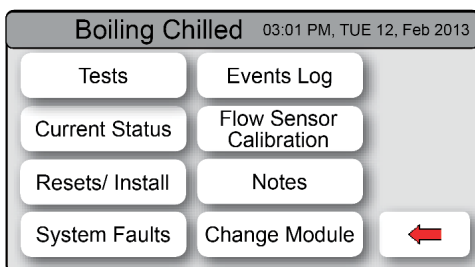 Boiling Chilled 03:01 PM, TUE 12, Feb 2013
Tests
Events Log
Current Status
Flow Sensor
Calibration
Resets/ Install
Notes
System Faults
Change Module